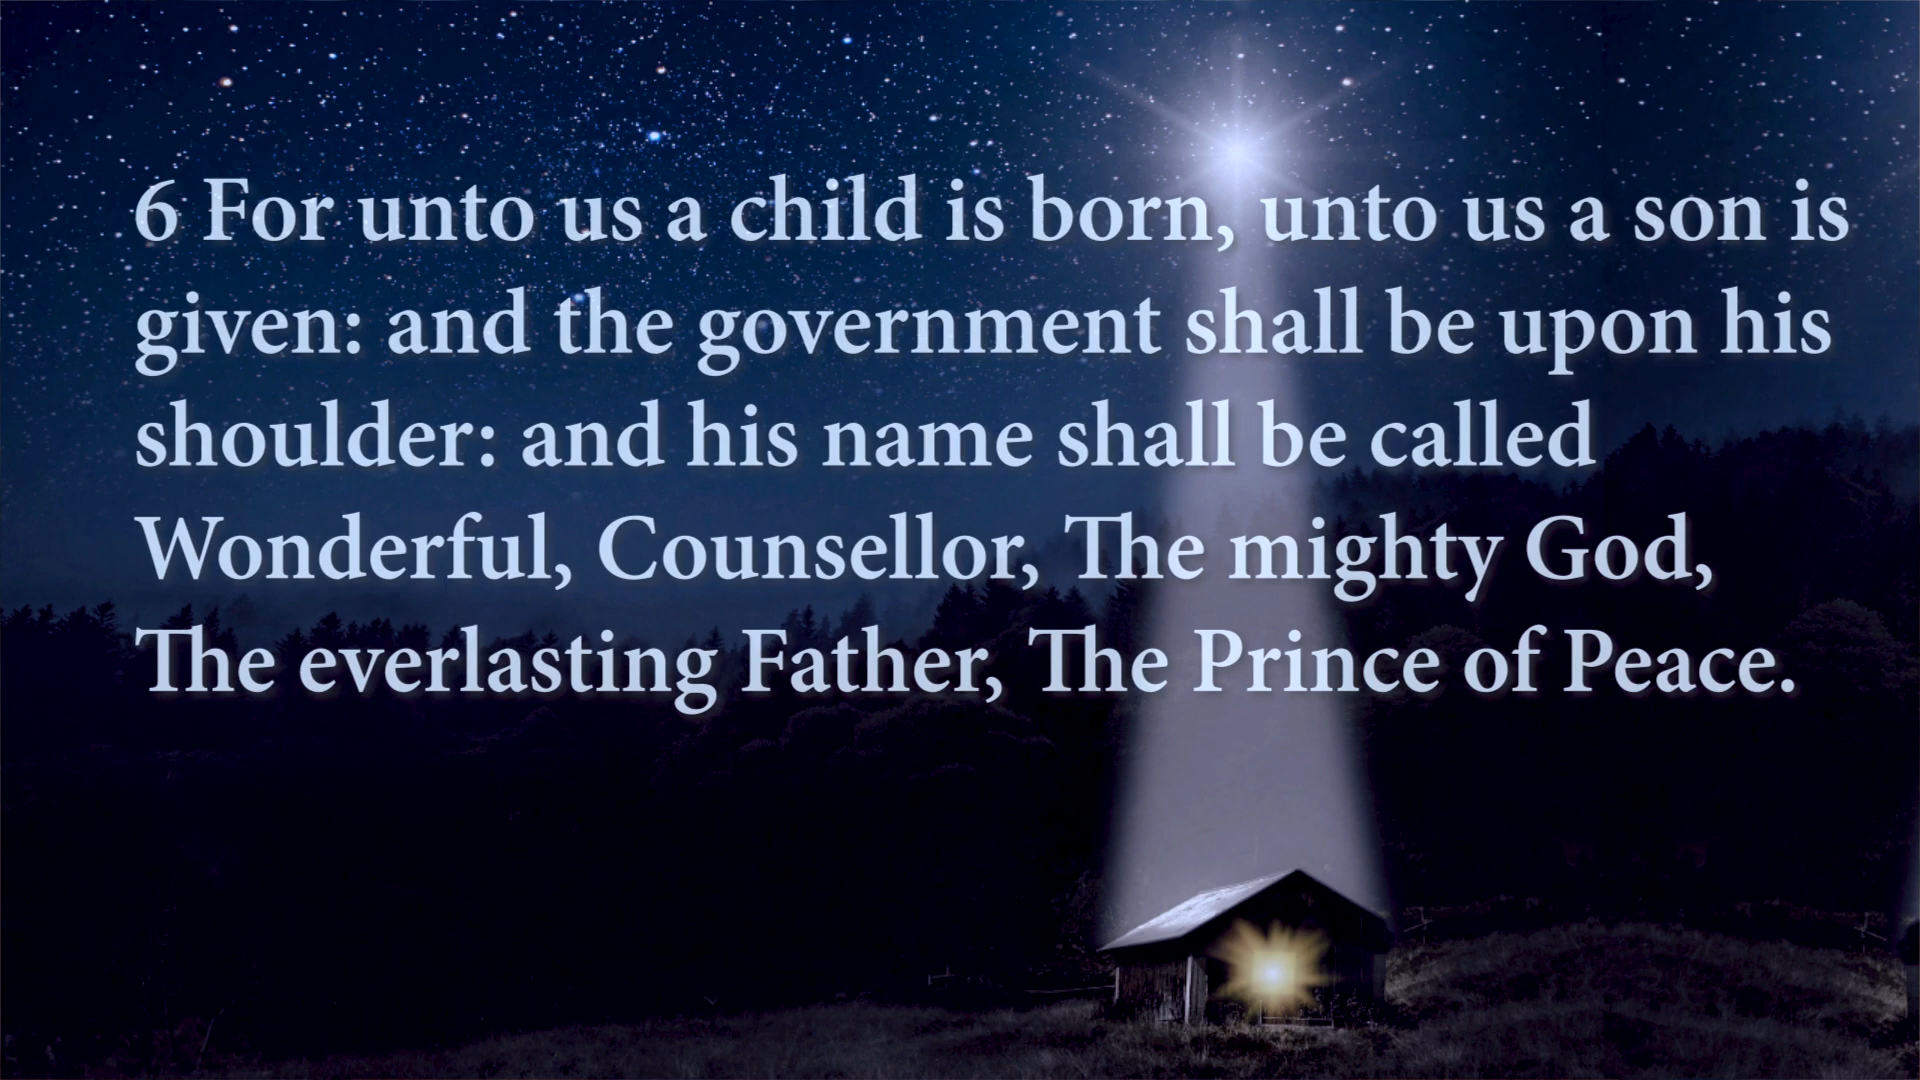 6 For unto us a child is born, unto us a son is
given: and the government shall be upon his
shoulder: and his name shall be called
Wonderful, Counsellor, The mighty God,
The everlasting Father, The Prince of Peace.